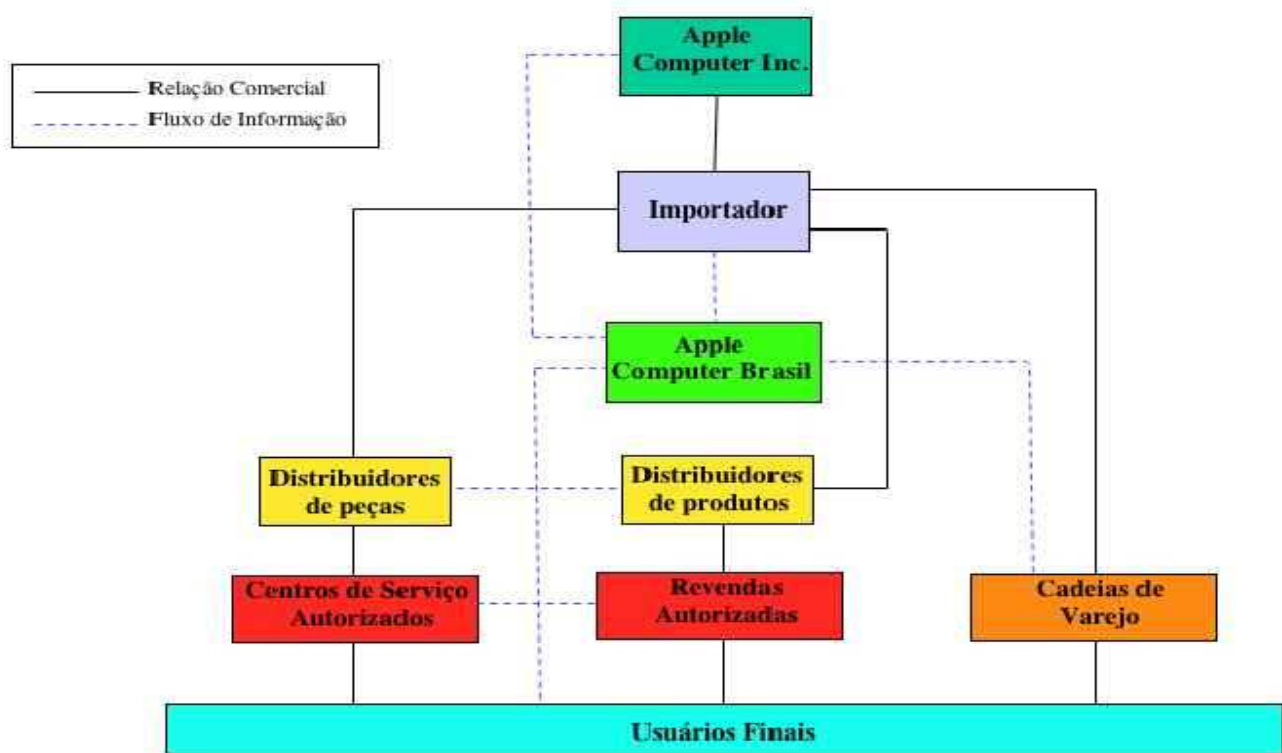 Apple
Computer Inc.
Relação Comercial
Fluxo de Informação
Importador
Apple
Computer Brasil
Distribuidores
de peças
Distribuidores
de produtos
Centros de Serviço
Autorizados
Revendas
Autorizadas
Cadeias de
Varejo
Usuários Finais